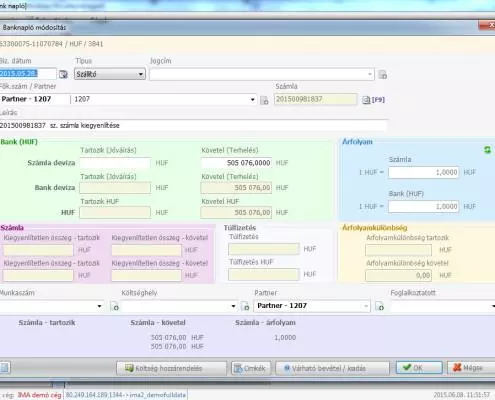 nk napló]
Banknapló módosítás
53300075-11070784 / HUF / 3841
Biz. dátum Típus Jogcím
2015.05.28. Szállító
Fők.szám / Partner Számla
Partner - 1207 1207 201500981837 [F9]
Leírás
201500981837 sz. számla kiegyenlítése
Bank (HUF) Árfolyam
Tartozik (Jóváírás) Követel (Terhelés) Számla
Számla deviza HUF 505 076,0000 HUF 1 HUF = 1,0000 HUF
Tartozik (Jóváírás) Követel (Terhelés)
Bank deviza HUF 505 076,00 HUF Bank (HUF)
Tartozik HUF Követel HUF 1 HUF = 1,0000 HUF
HUF HUF 505 076,00 HUF
Számla Túlfizetés Árfolyamkülönbség
Kiegyenlítetlen összeg - tartozik Kiegyenlítetlen összeg - követel Túlfizetés Árfolyamkülönbség tartozik
HUF HUF HUF HUF
Kiegyenlítetlen összeg - tartozik Kiegyenlítetlen összeg - követel Túlfizetés HUF Árfolyamkülönbség követel
HUF HUF HUF 0,00 HUF
Munkaszám Költséghely Partner Foglalkoztatott
Partner - 1207
Számla - tartozik Számla - követel Számla - árfolyam
505 076,00 HUF 1,0000
505 076,00 HUF
Költség hozzárendelés Címkék Várható bevétel / kiadás OK Mégse
cég: IMA demó cég 80.249.164.189:1344-> ima2_demofulldata 2015.06.08. 11:51:57